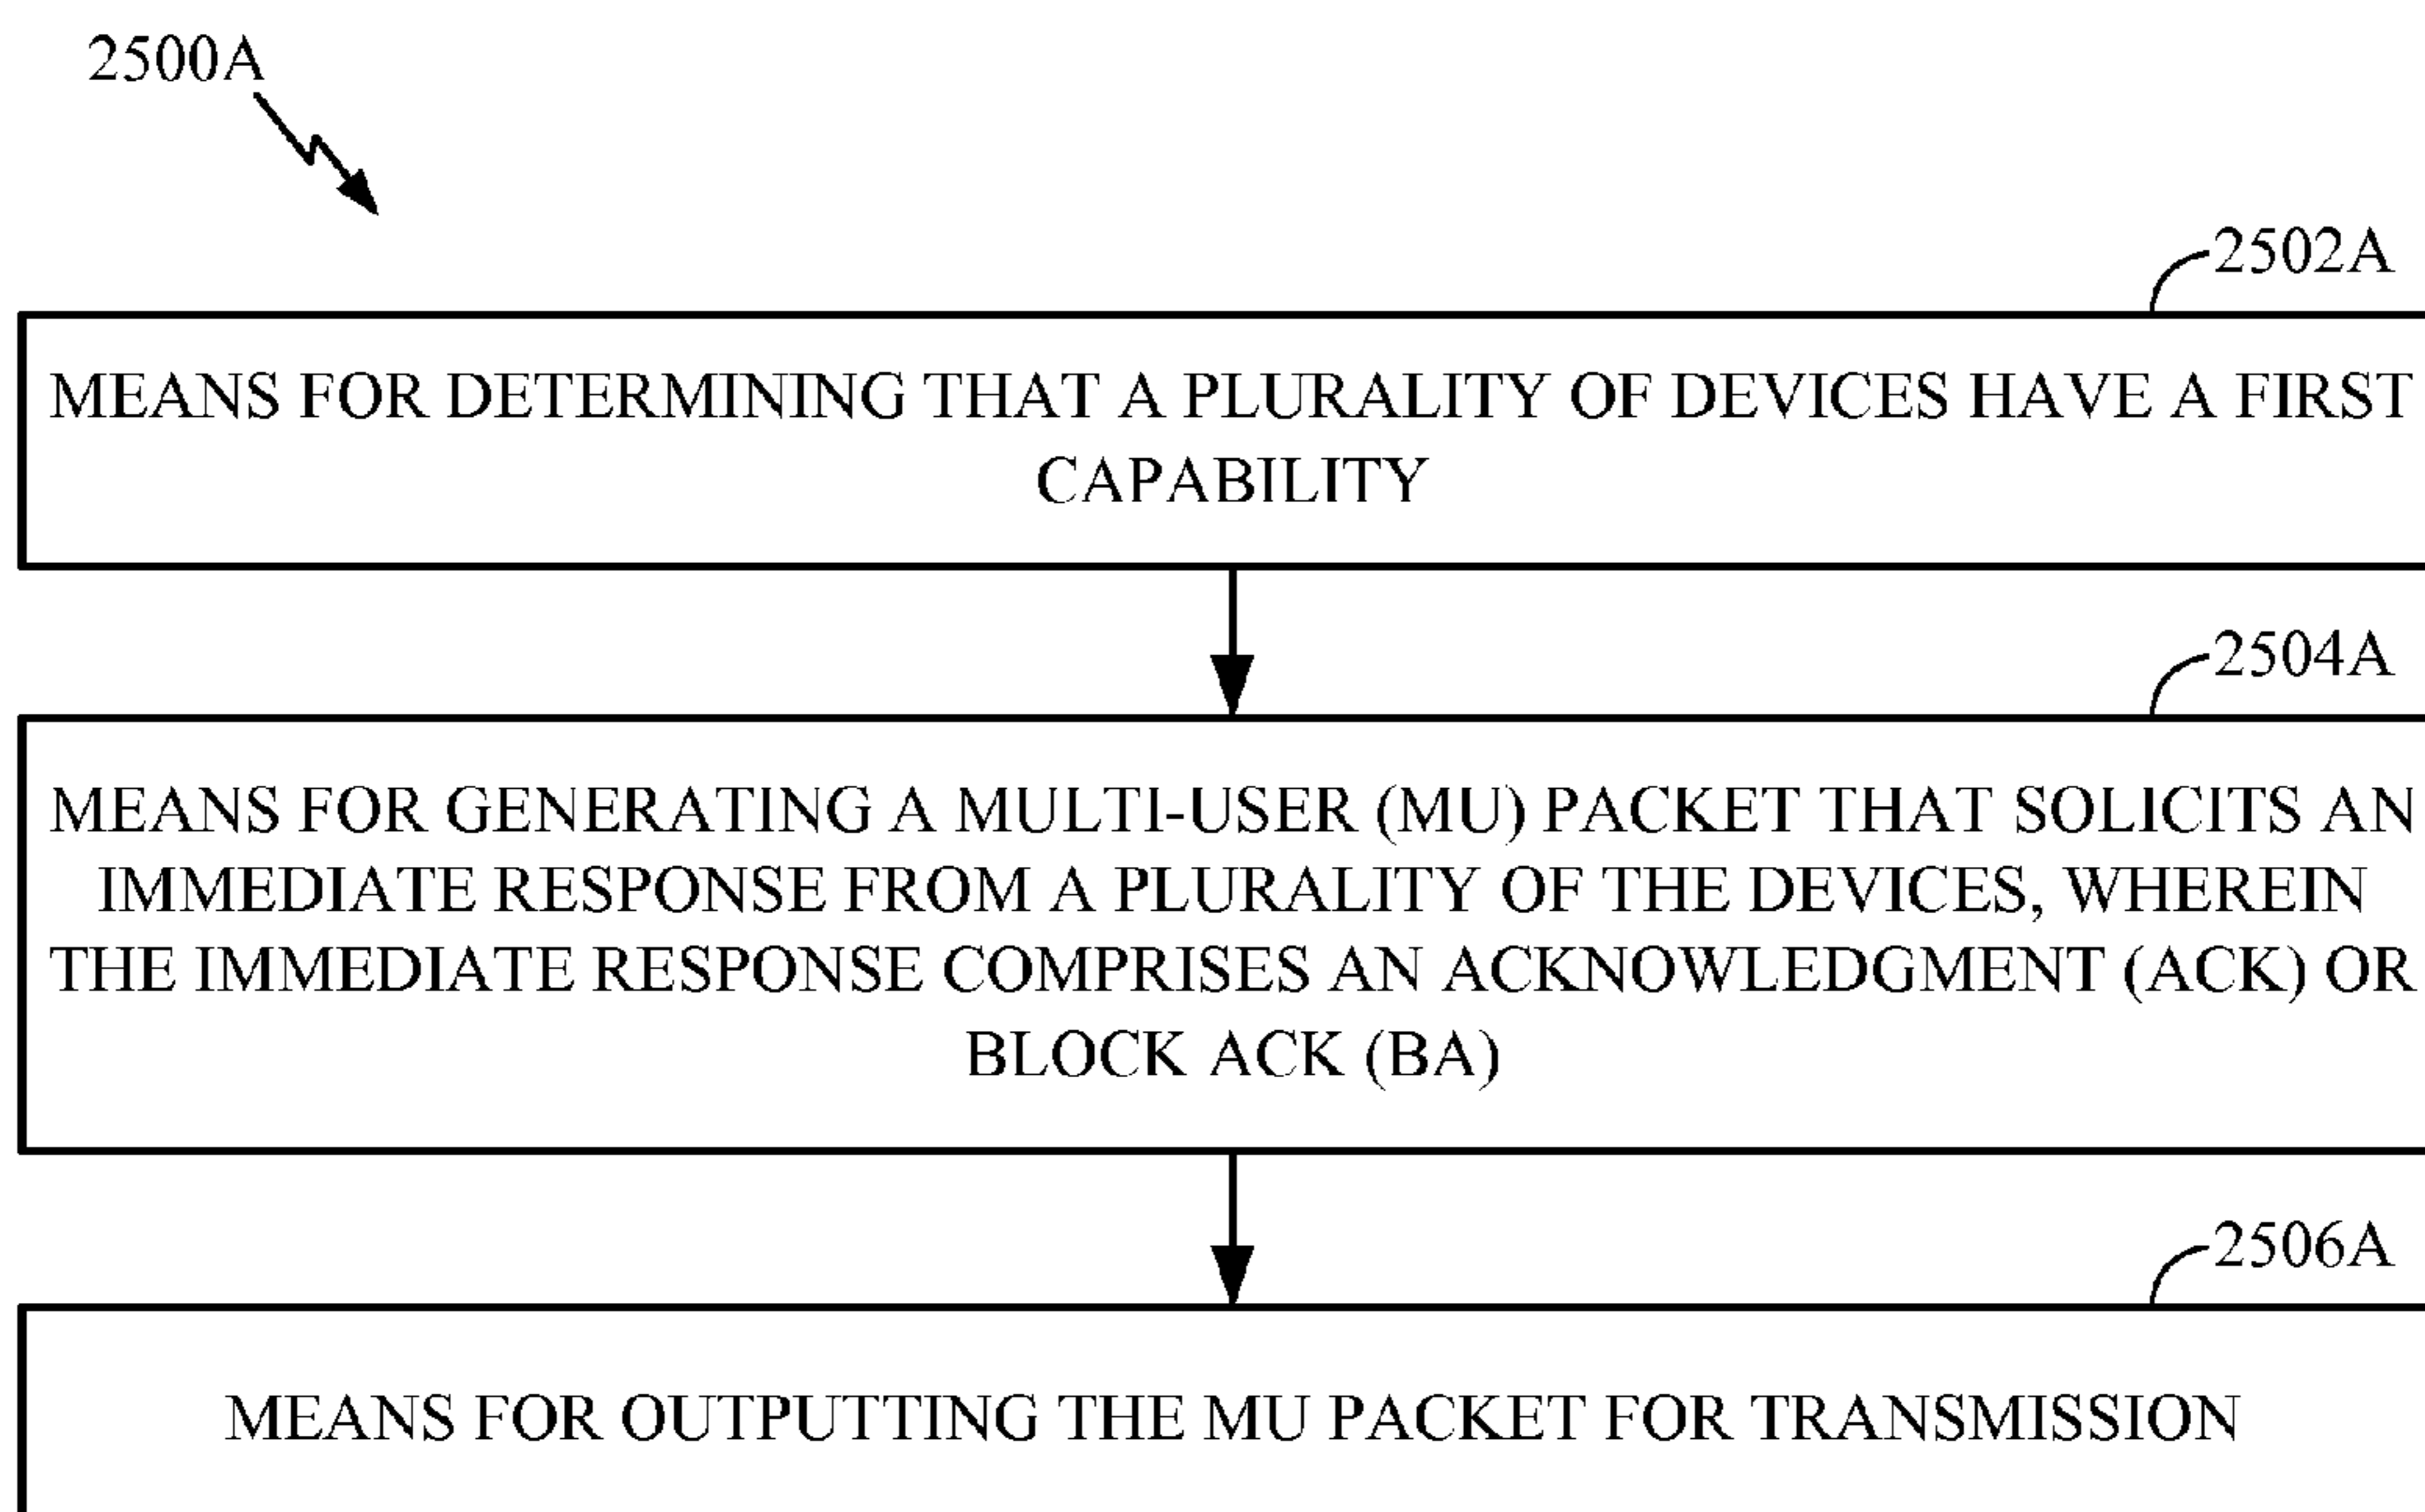 2500A
2502A
MEANS FOR DETERMINING THAT A PLURALITY OF DEVICES HAVE A FIRST
CAPABILITY
2504A
MEANS FOR GENERATING A MULTI-USER (MU) PACKET THAT SOLICITS AN
IMMEDIATE RESPONSE FROM A PLURALITY OF THE DEVICES, WHEREIN
THE IMMEDIATE RESPONSE COMPRISES AN ACKNOWLEDGMENT (ACK) OR
BLOCK ACK (BA)
2506A
MEANS FOR OUTPUTTING THE MU PACKET FOR TRANSMISSION